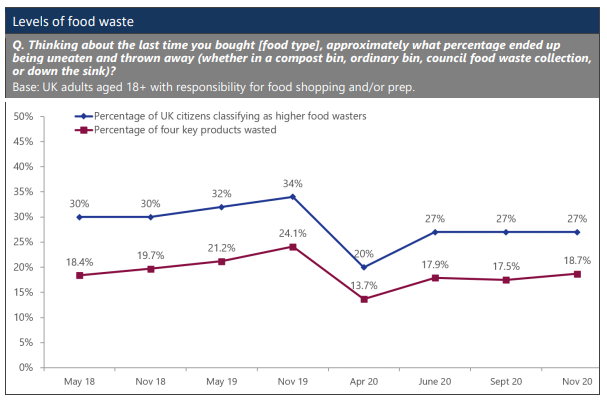 Levels of food waste
Q. Thinking about the last time you bought [food type], approximately what percentage ended up
being uneaten and thrown away (whether in a compost bin, ordinary bin, council food waste collection,
or down the sink)?
Base: UK adults aged 18+ with responsibility for food shopping and/or prep.
Percentage of UK citizens classifying as higher food wasters
Percentage of four key products wasted
50%
45%
40%
35%
30%
25%
20%
15%
10%
5%
0%
30% 30% 32% 34% 20% 27% 27% 27%
18.4% 19.7% 21.2% 24.1% 13.7% 17.9% 17.5% 18.7%
May 18 Nov 18 May 19 Nov 19 Apr 20 June 20 Sept 20 Nov 20